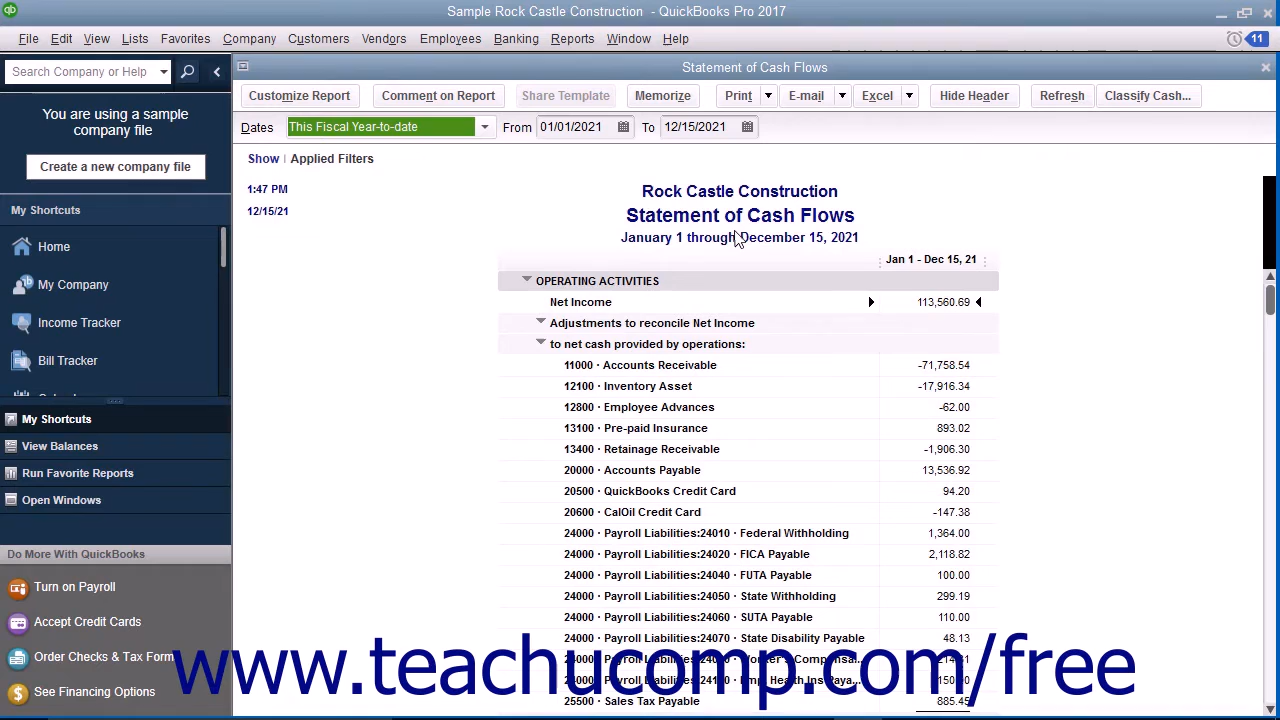 Sample Rock Castle Construction - QuickBooks Pro 2017
File Edit View Lists Favorites Company Customers Vendors Employees Banking Reports Window Help
11
Search Company or Help
Statement of Cash Flows
You are using a sample
company file
Create a new company file
Customize Report Comment on Report Share Template Memorize Print E-mail Excel Hide Header Refresh Classify Cash...
Dates This Fiscal Year-to-date From 01/01/2021 To 12/15/2021
Show | Applied Filters
1:47 PM
12/15/21
Rock Castle Construction
Statement of Cash Flows
January 1 through December 15, 2021
My Shortcuts
Home
My Company
Income Tracker
Bill Tracker
My Shortcuts
View Balances
Run Favorite Reports
Open Windows
Do More With QuickBooks
Turn on Payroll
Accept Credit Cards
Order Checks & Tax Form
See Financing Options
Jan 1 - Dec 15, 21
OPERATING ACTIVITIES
Net Income 113,560.69
Adjustments to reconcile Net Income
to net cash provided by operations:
11000 · Accounts Receivable -71,758.54
12100 · Inventory Asset -17,916.34
12800 · Employee Advances -62.00
13100 · Pre-paid Insurance 893.02
13400 · Retainage Receivable -1,906.30
20000 · Accounts Payable 13,536.92
20500 · QuickBooks Credit Card 94.20
20600 · CalOil Credit Card -147.38
24000 · Payroll Liabilities:24010 · Federal Withholding 1,364.00
24000 · Payroll Liabilities:24020 · FICA Payable 2,118.82
24000 · Payroll Liabilities:24040 · FUTA Payable 100.00
24000 · Payroll Liabilities:24050 · State Withholding 299.19
24000 · Payroll Liabilities:24060 · SUTA Payable 110.00
24000 · Payroll Liabilities:24070 · State Disability Payable 48.13
24000 · Payroll
24000 · Payroll
25500 · Sales Tax Payable 885.45
www.teachucomp.com/free